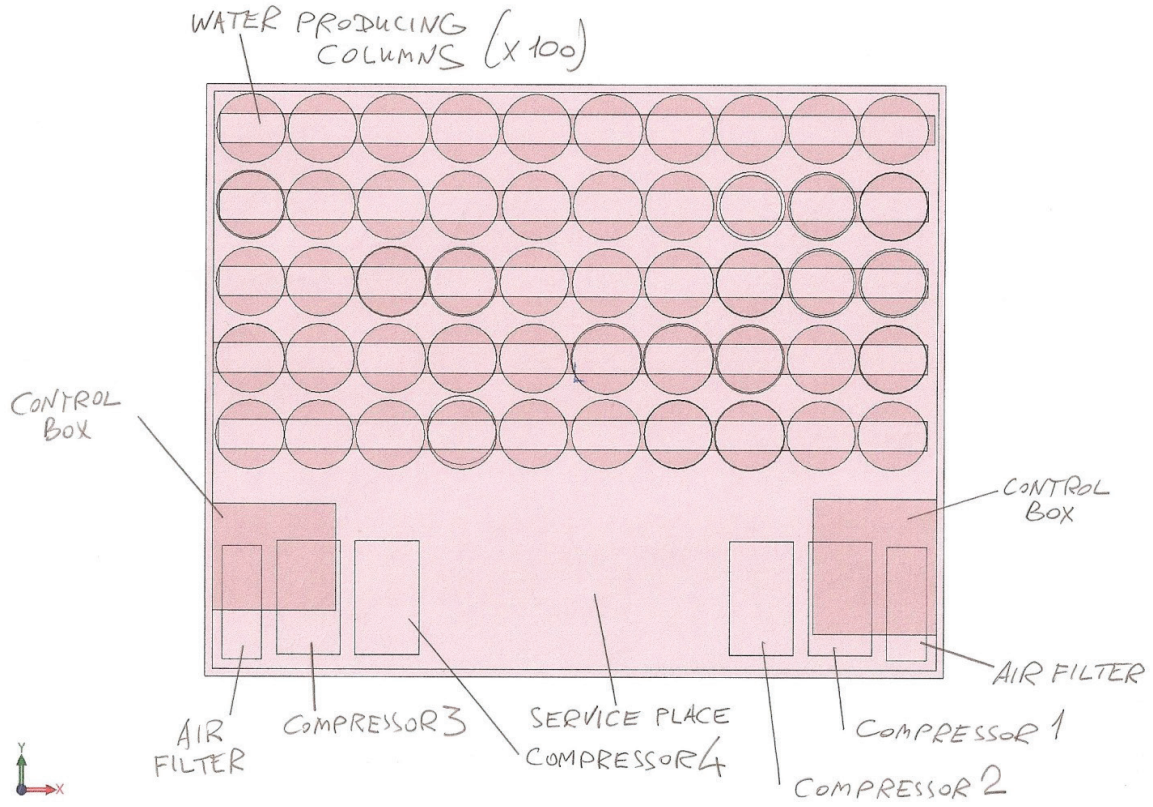 WATER PRODUCING
COLUMNS (X 100)
CONTROL
BOX
CONTROL
BOX
AIR FILTER
AIR
FILTER
COMPRESSOR 3
SERVICE PLACE
COMPRESSOR 4
COMPRESSOR 1
COMPRESSOR 2
Y
X